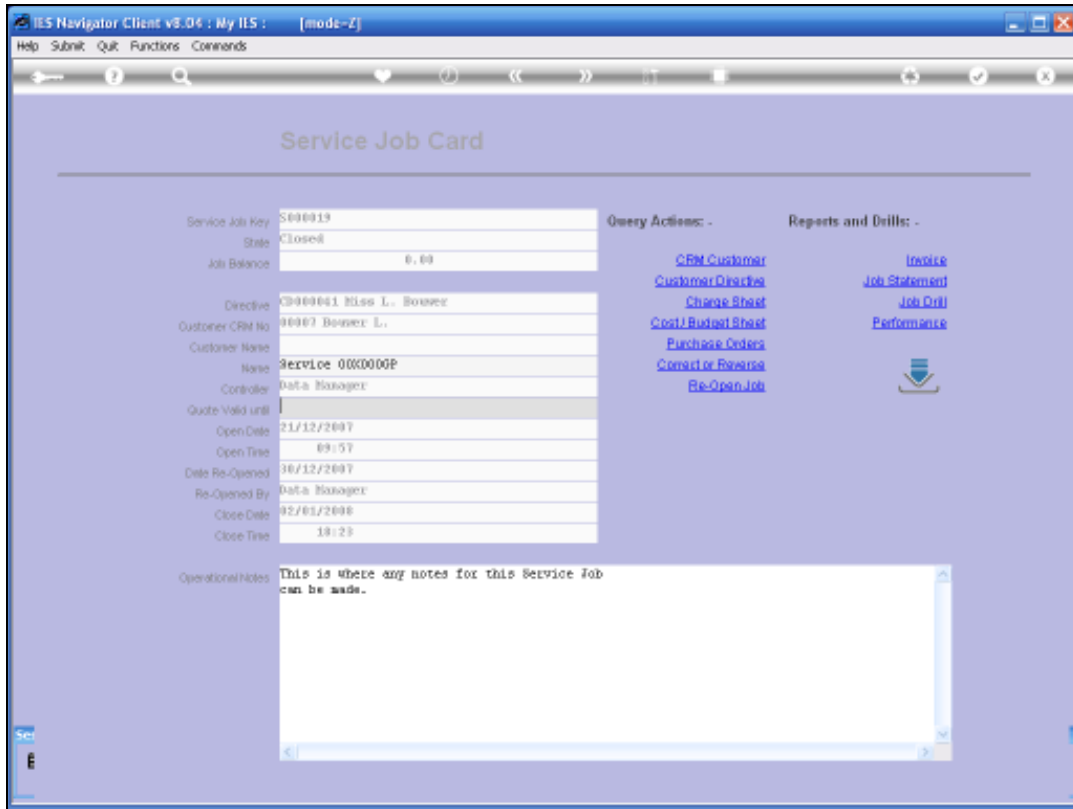 IES Navigator Client v8.04 : My IES : [mode=Z]
Help Submit Quit Functions Commands
Service Job Card
Service Job Key S000019
State Closed
Job Balance 0.00
Directive CD000041 Miss L. Bouwer
Customer CRM No 00007 Bouwer L.
Customer Name
Name Service 00XD00GP
Controller Data Manager
Quote Valid until
Open Date 21/12/2007
Open Time 09:57
Date Re-Opened 30/12/2007
Re-Opened By Data Manager
Close Date 02/01/2008
Close Time 18:23
Query Actions: -
CRM Customer
Customer Directive
Charge Sheet
Cost / Budget Sheet
Purchase Orders
Correct or Reverse
Re-Open Job
Reports and Drills: -
Invoice
Job Statement
Job Drill
Performance
Operational Notes This is where any notes for this Service Job
can be made.